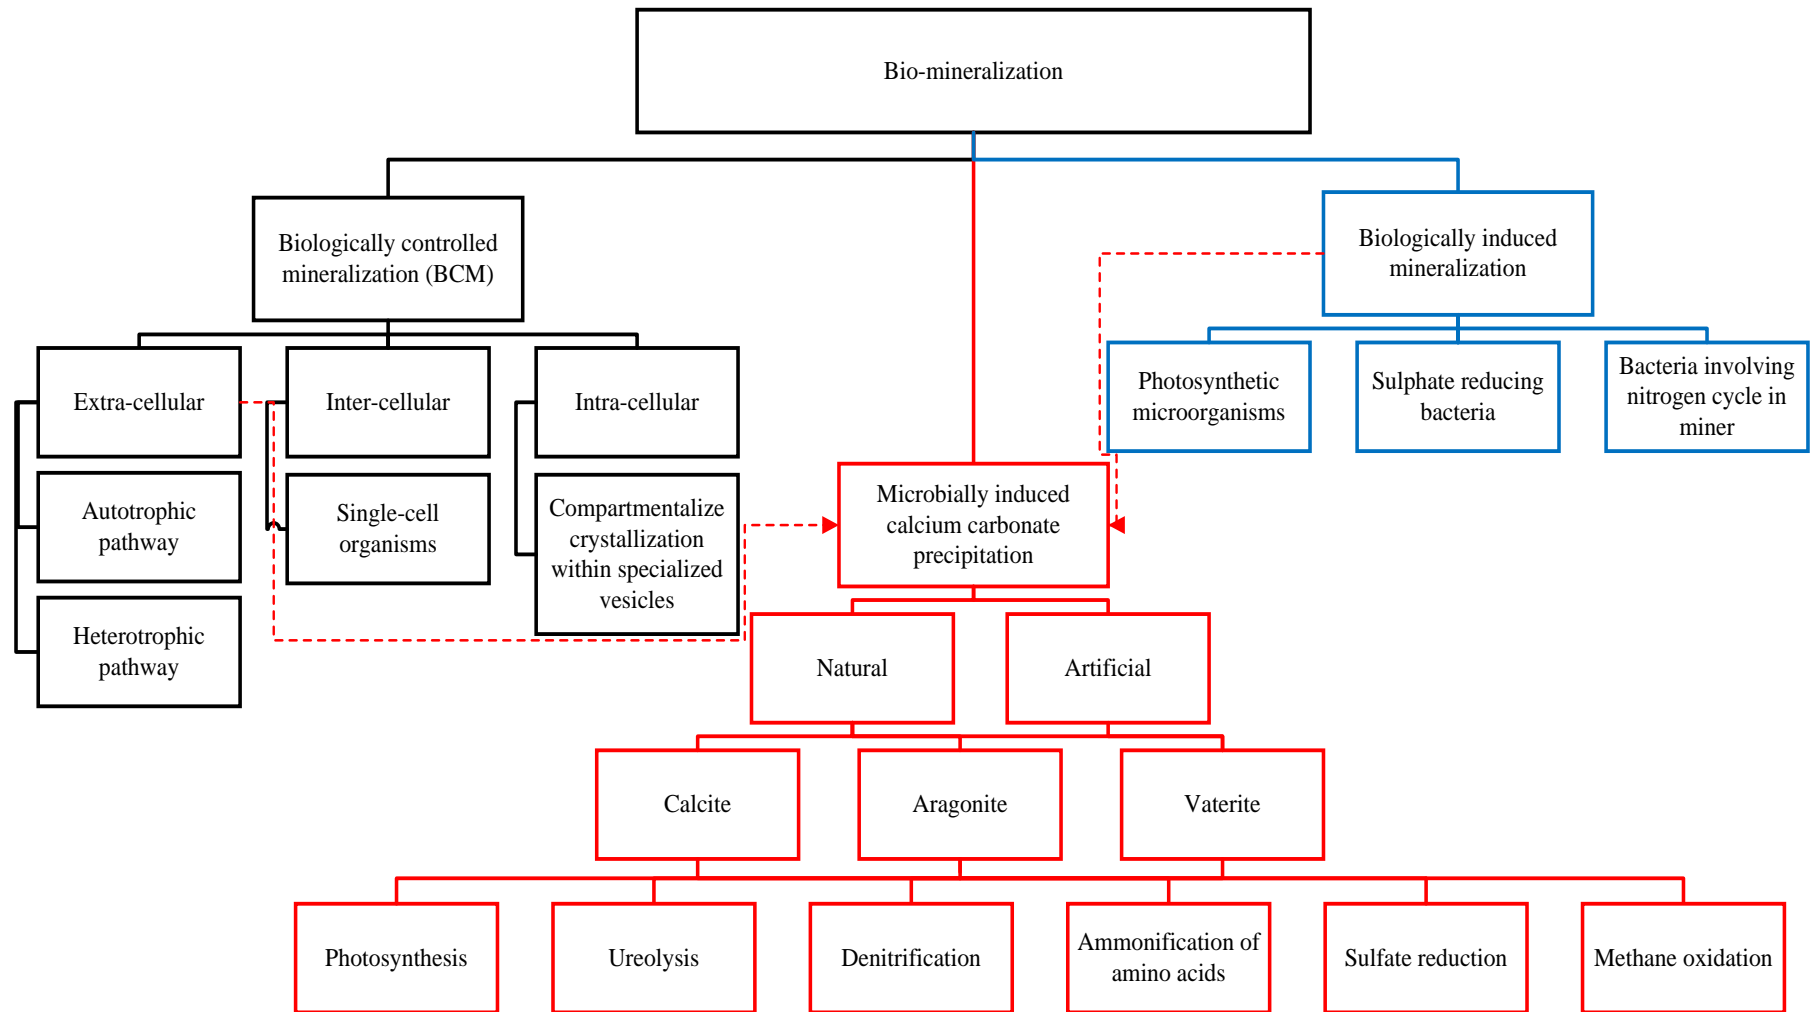 Bio-mineralization
Biologically controlled
mineralization (BCM)
Biologically induced
mineralization
Extra-cellular
Inter-cellular
Intra-cellular
Photosynthetic
microorganisms
Sulphate reducing
bacteria
Bacteria involving
nitrogen cycle in
miner
Autotrophic
pathway
Single-cell
organisms
Compartmentalize
crystallization
within specialized
vesicles
Microbially induced
calcium carbonate
precipitation
Heterotrophic
pathway
Natural
Artificial
Calcite
Aragonite
Vaterite
Photosynthesis
Ureolysis
Denitrification
Ammonification of
amino acids
Sulfate reduction
Methane oxidation